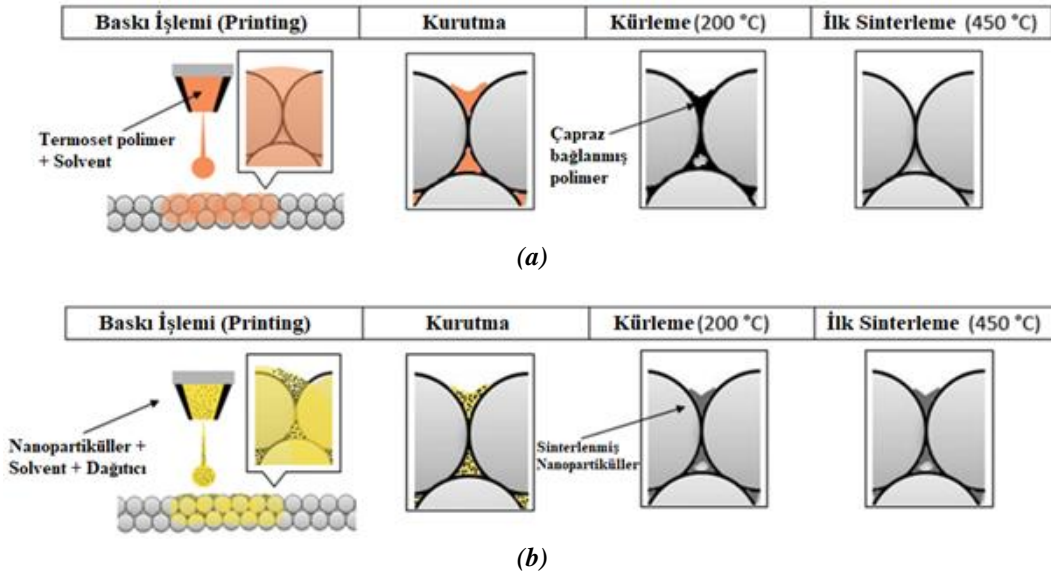 Baskı İşlemi (Printing) Kurutma Kürleme (200 °C) İlk Sinterleme (450 °C)
Termoset polimer
+ Solvent
Çapraz
bağlanmış
polimer
(a)
Baskı İşlemi (Printing) Kurutma Kürleme (200 °C) İlk Sinterleme (450 °C)
Nanopartiküller +
Solvent + Dağıtıcı
Sinterlenmiş
Nanopartiküller
(b)